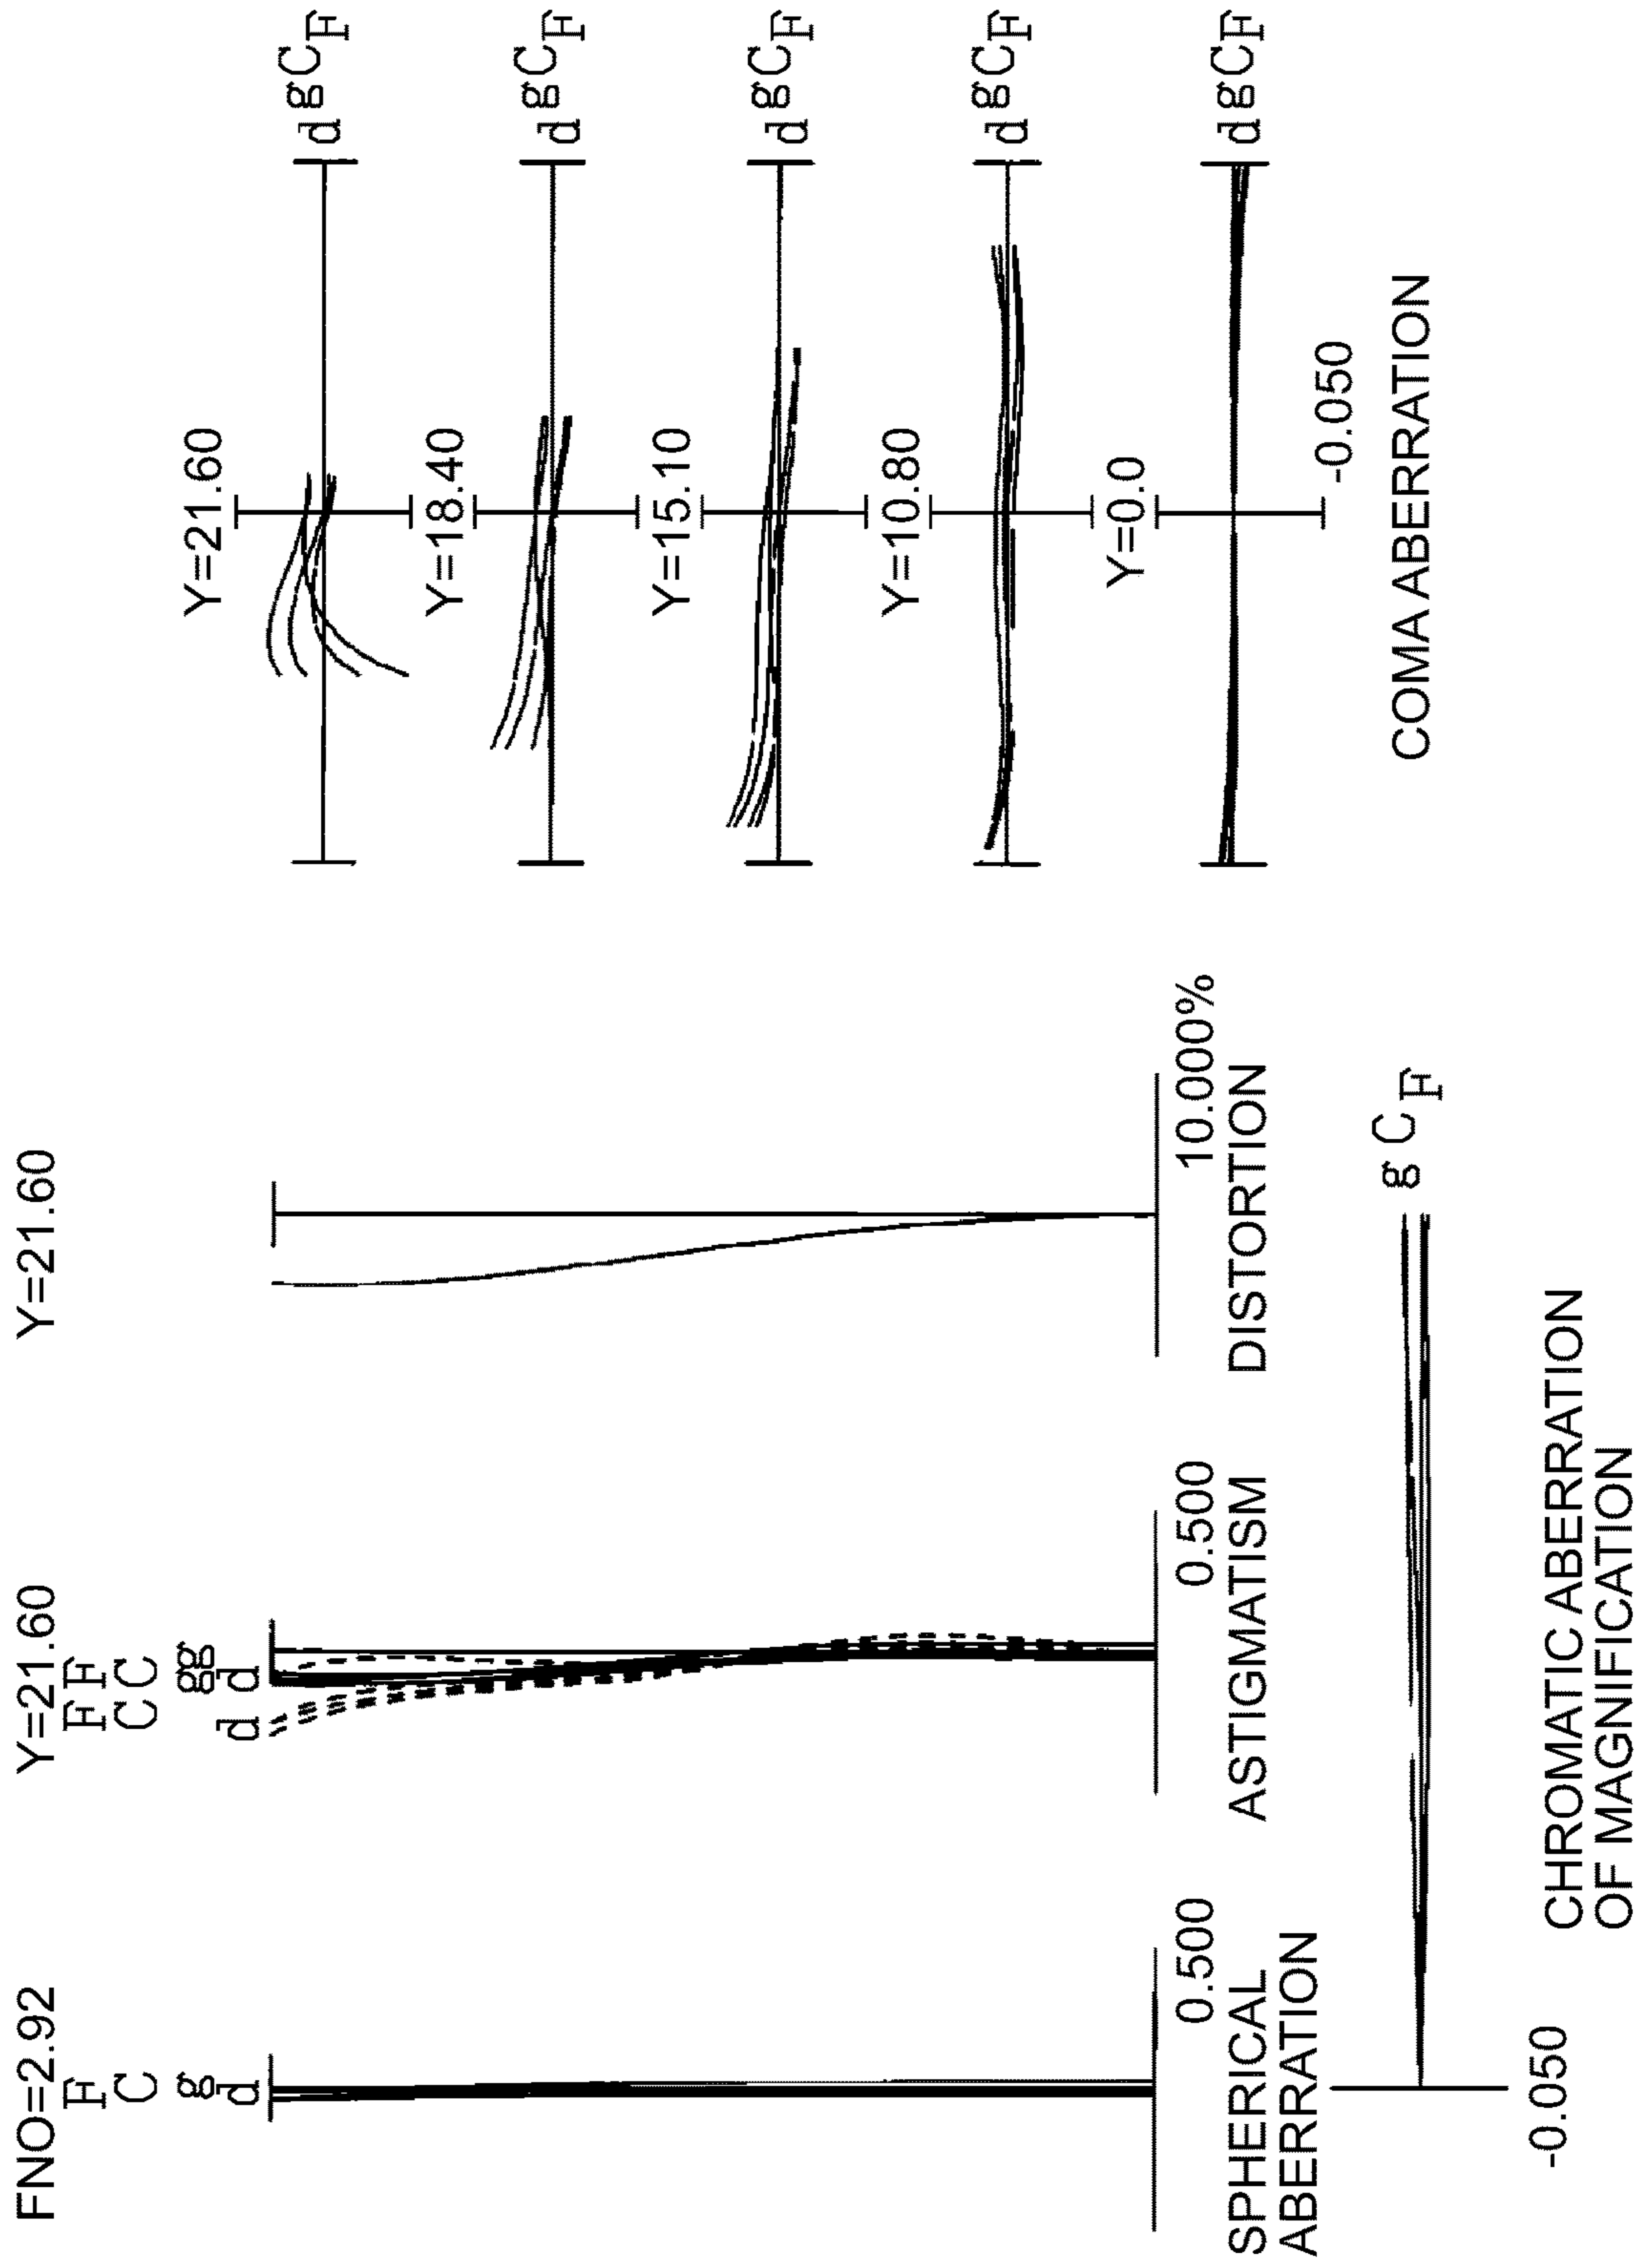 FNO=2.92
F
C
g
d
0.500
SPHERICAL
ABERRATION
Y=21.60
F F
C C
g g
d d
0.500
ASTIGMATISM
Y=21.60
10.000%
DISTORTION
Y=21.60
d g C F
Y=18.40
d g C F
Y=15.10
d g C F
Y=10.80
d g C F
Y=0.0
d g C F
-0.050
COMA ABERRATION
g C F
-0.050
CHROMATIC ABERRATION
OF MAGNIFICATION